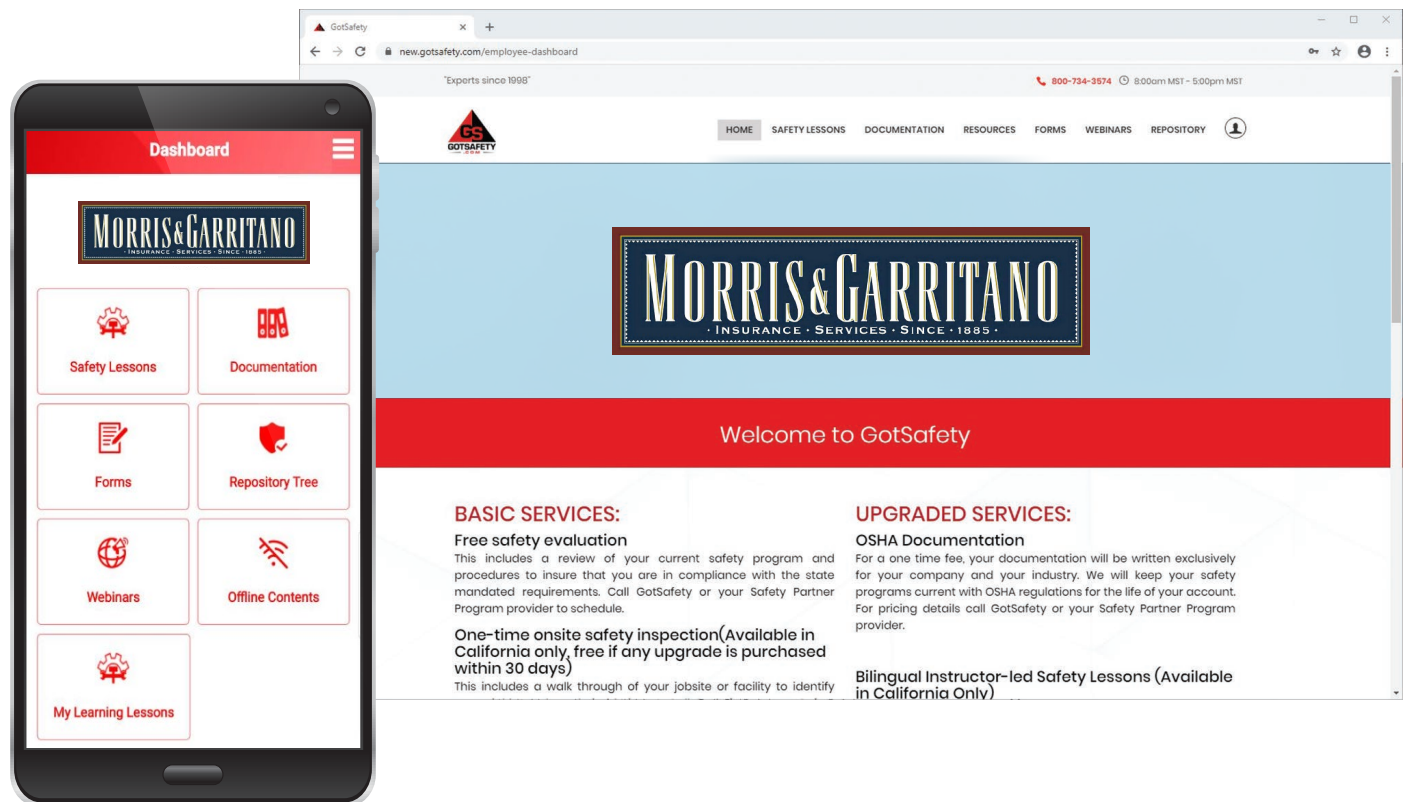 GotSafety
new.gotsafety.com/employee-dashboard
"Experts since 1998"
800-734-3574 8:00am MST - 5:00pm MST
GS
GOTSAFETY
.COM
HOME SAFETY LESSONS DOCUMENTATION RESOURCES FORMS WEBINARS REPOSITORY
MORRIS&GARRITANO
· INSURANCE · SERVICES · SINCE · 1885 ·
Welcome to GotSafety
BASIC SERVICES:
Free safety evaluation
This includes a review of your current safety program and
procedures to insure that you are in compliance with the state
mandated requirements. Call GotSafety or your Safety Partner
Program provider to schedule.
One-time onsite safety inspection(Available in
California only, free if any upgrade is purchased
within 30 days)
This includes a walk through of your jobsite or facility to identify
UPGRADED SERVICES:
OSHA Documentation
For a one time fee, your documentation will be written exclusively
for your company and your industry. We will keep your safety
programs current with OSHA regulations for the life of your account.
For pricing details call GotSafety or your Safety Partner Program
provider.
Bilingual Instructor-led Safety Lessons (Available
in California Only)
Dashboard
MORRIS&GARRITANO
· INSURANCE · SERVICES · SINCE · 1885 ·
Safety Lessons
Documentation
Forms
Repository Tree
Webinars
Offline Contents
My Learning Lessons